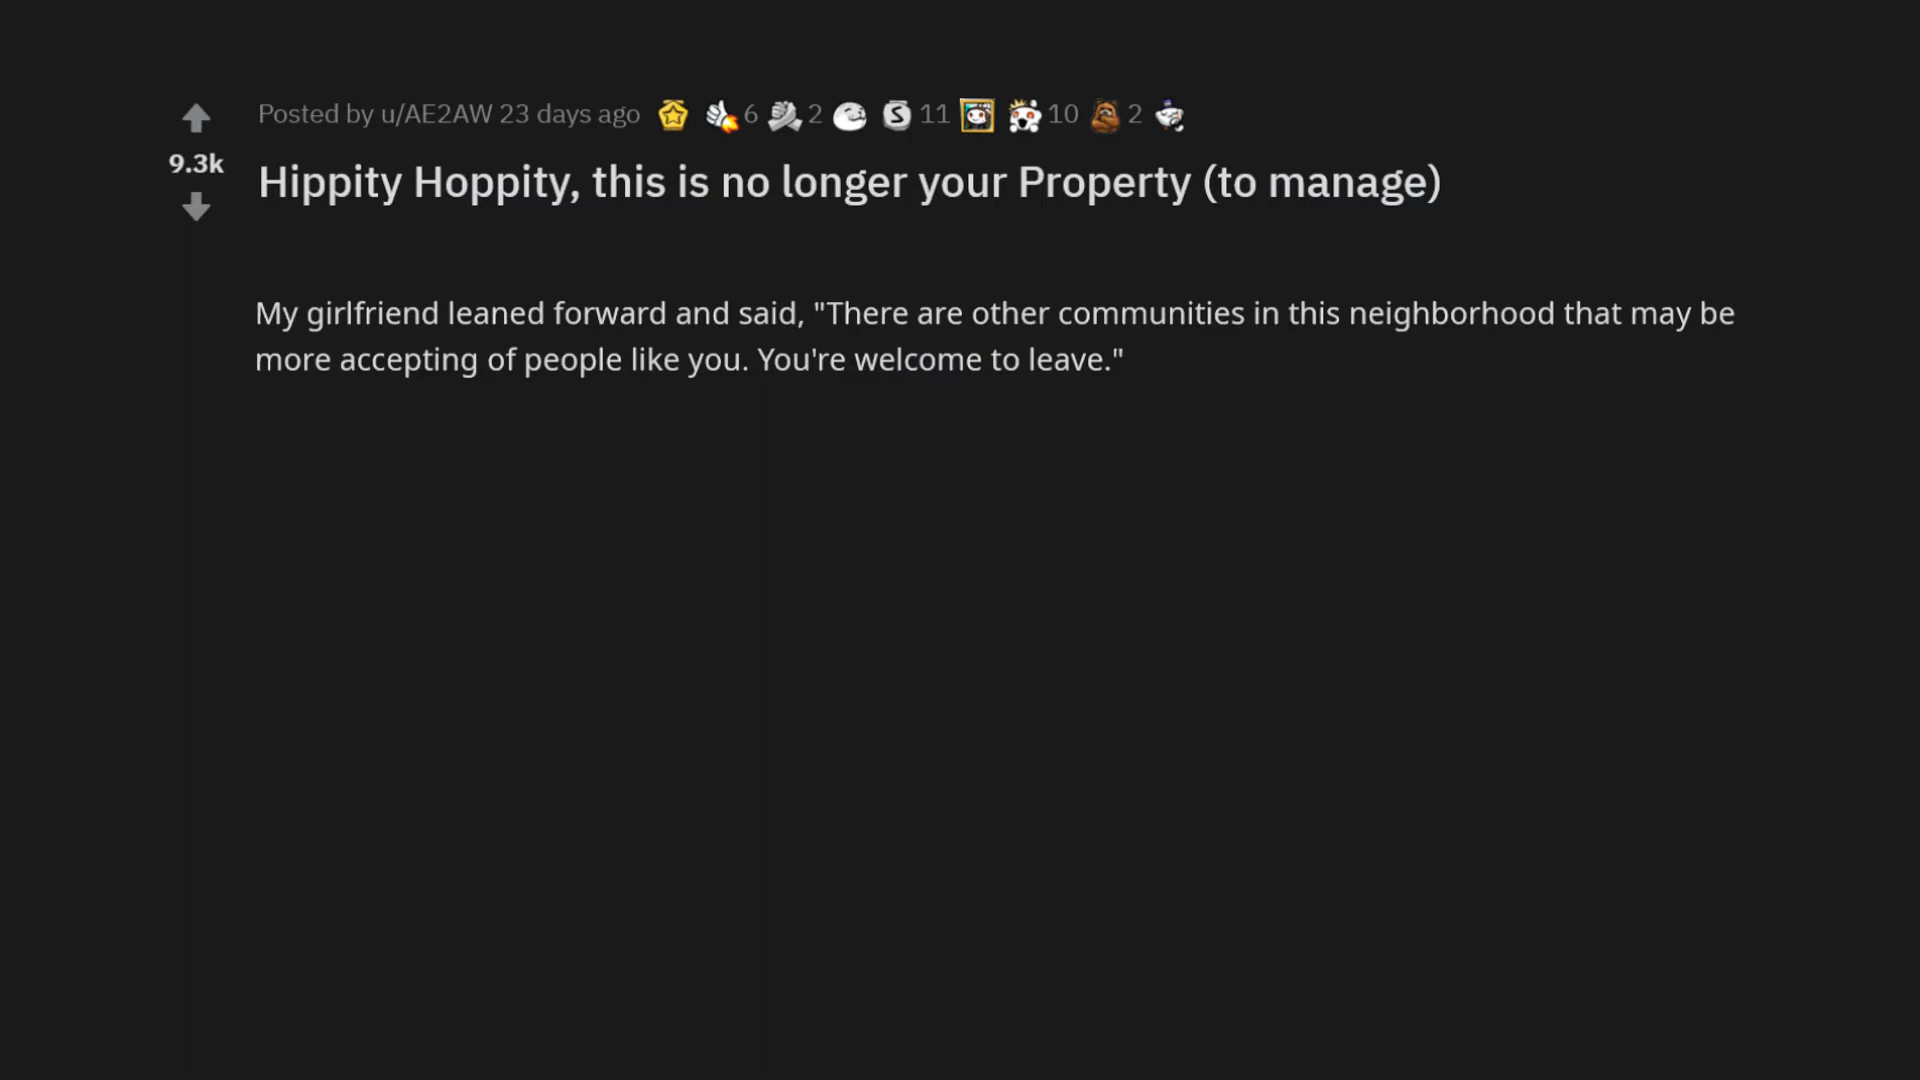 Posted by u/AE2AW 23 days ago 6 2 S 11 10 2
9.3k
Hippity Hoppity, this is no longer your Property (to manage)
My girlfriend leaned forward and said, "There are other communities in this neighborhood that may be
more accepting of people like you. You're welcome to leave."